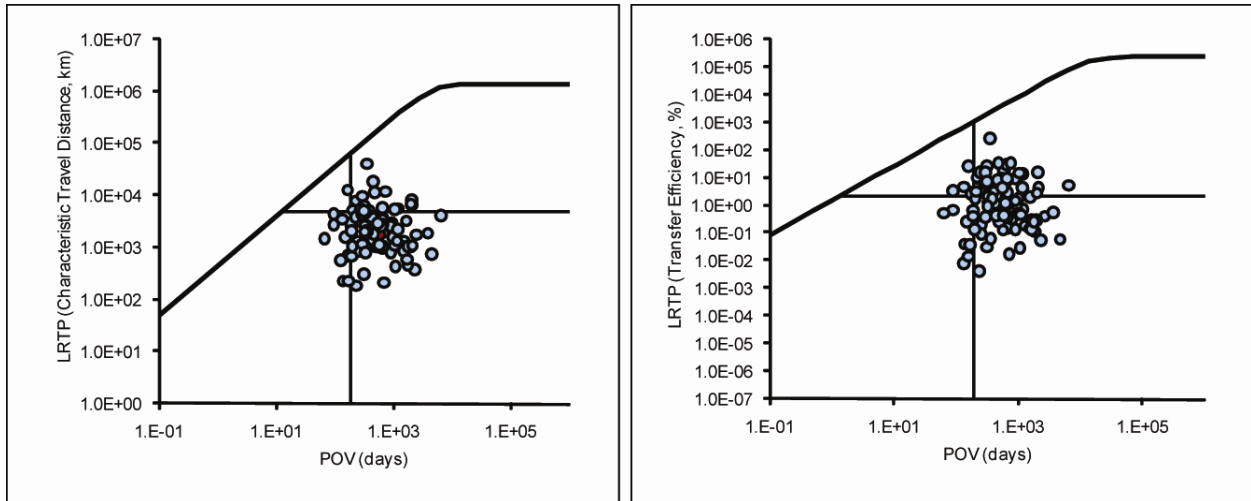 LRTP (Characteristic Travel Distance, km)
1.0E+07
1.0E+06
1.0E+05
1.0E+04
1.0E+03
1.0E+02
1.0E+01
1.0E+00
1.E-01
1.E+01
1.E+03
1.E+05
POV (days)
LRTP (Transfer Efficiency, %)
1.0E+06
1.0E+05
1.0E+04
1.0E+03
1.0E+02
1.0E+01
1.0E+00
1.0E-01
1.0E-02
1.0E-03
1.0E-04
1.0E-05
1.0E-06
1.0E-07
1.E-01
1.E+01
1.E+03
1.E+05
POV (days)